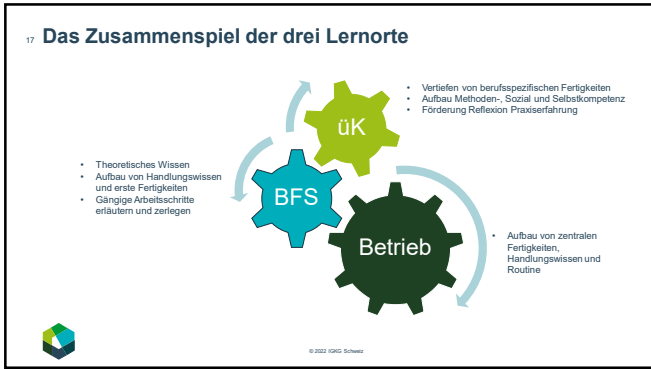 17 Das Zusammenspiel der drei Lernorte
• Vertiefen von berufsspezifischen Fertigkeiten
• Aufbau Methoden-, Sozial und Selbstkompetenz
• Förderung Reflexion Praxiserfahrung
üK
• Theoretisches Wissen
• Aufbau von Handlungswissen
und erste Fertigkeiten
• Gängige Arbeitsschritte
erläutern und zerlegen
BFS
Betrieb
• Aufbau von zentralen
Fertigkeiten,
Handlungswissen und
Routine
© 2022 IGKG Schweiz